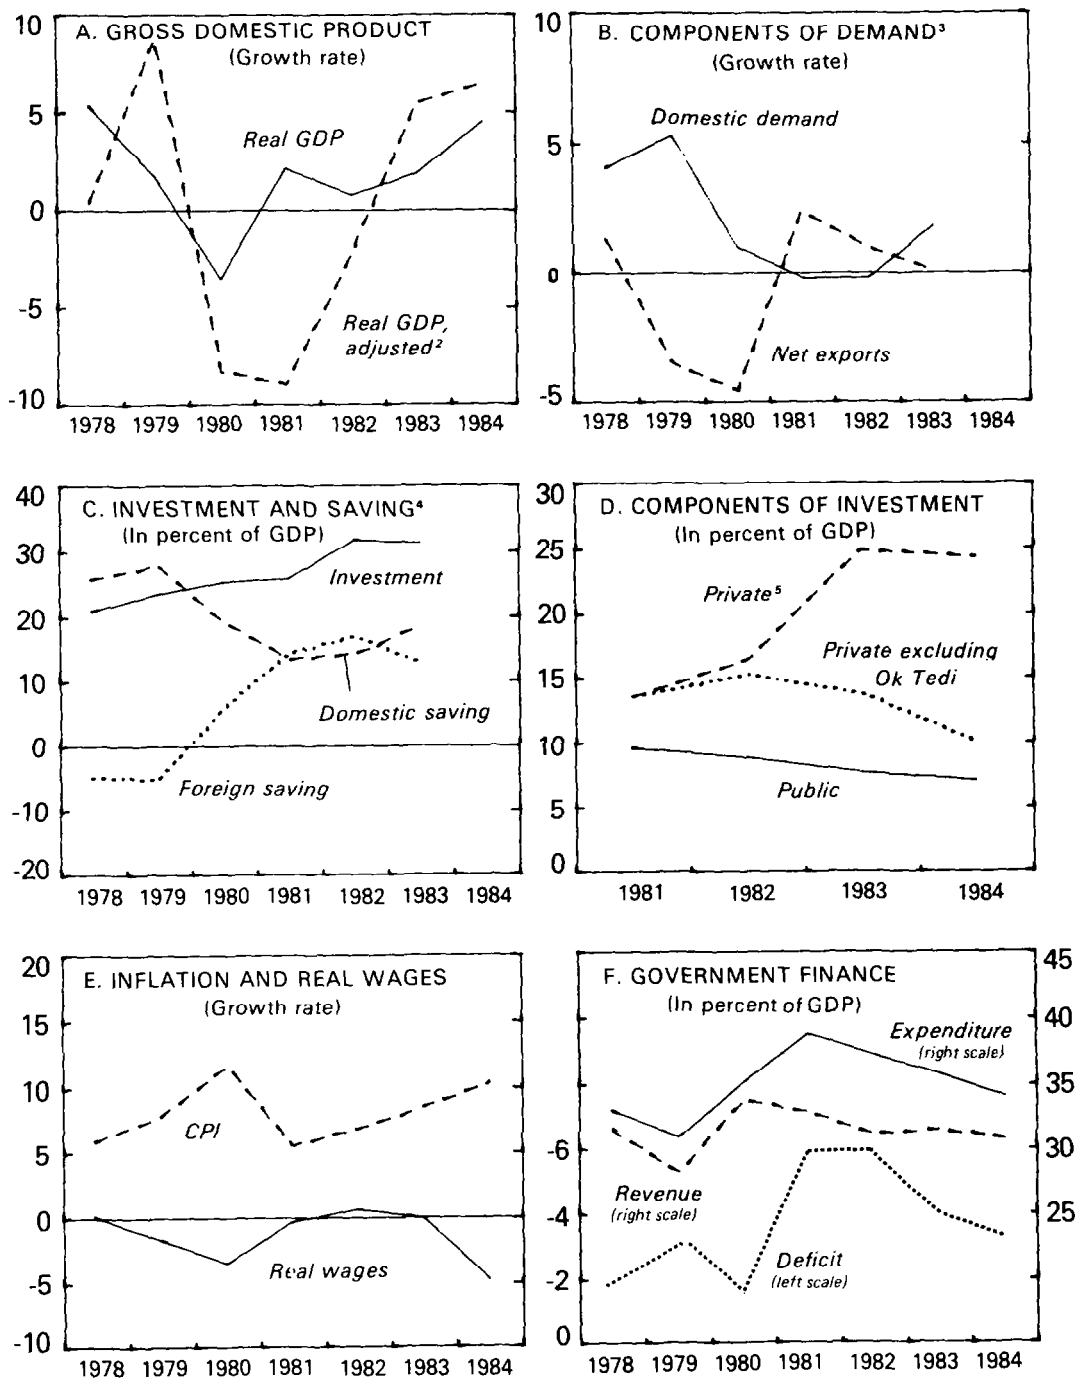 A. GROSS DOMESTIC PRODUCT
(Growth rate)
10
5
0
-5
-10
Real GDP
Real GDP,
adjusted²
1978 1979 1980 1981 1982 1983 1984
B. COMPONENTS OF DEMAND³
(Growth rate)
10
5
0
-5
Domestic demand
Net exports
1978 1979 1980 1981 1982 1983 1984
C. INVESTMENT AND SAVING⁴
(In percent of GDP)
40
30
20
10
0
-10
-20
Investment
Domestic saving
Foreign saving
1978 1979 1980 1981 1982 1983 1984
D. COMPONENTS OF INVESTMENT
(In percent of GDP)
30
25
20
15
10
5
0
Private⁵
Private excluding
Ok Tedi
Public
1981 1982 1983 1984
E. INFLATION AND REAL WAGES
(Growth rate)
20
15
10
5
0
-5
-10
CPI
Real wages
1978 1979 1980 1981 1982 1983 1984
F. GOVERNMENT FINANCE
(In percent of GDP)
-6
-4
-2
0
45
40
35
30
25
Expenditure
(right scale)
Revenue
(right scale)
Deficit
(left scale)
1978 1979 1980 1981 1982 1983 1984